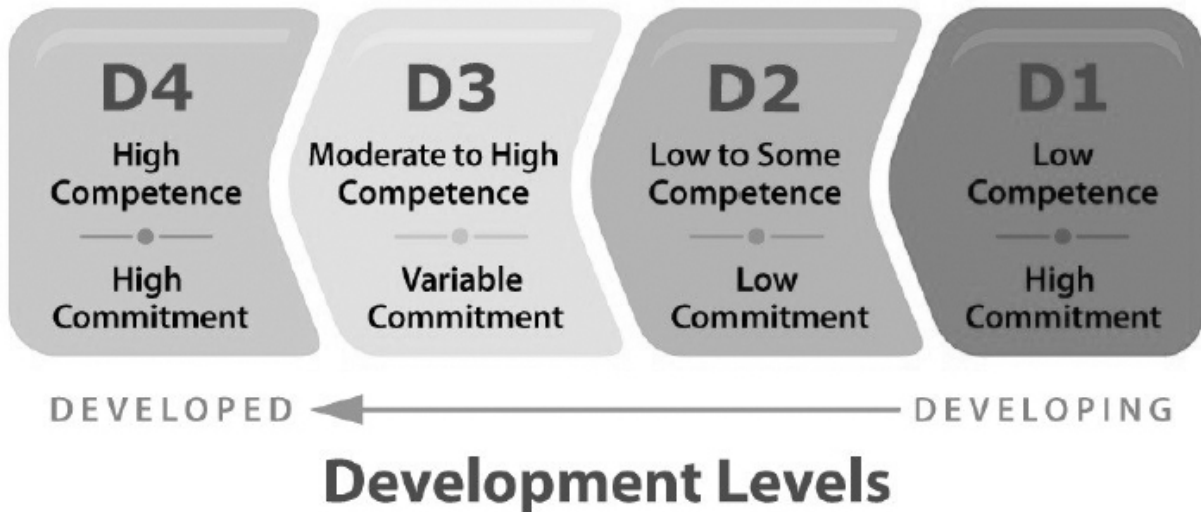 D4
High
Competence
High
Commitment
D3
Moderate to High
Competence
Variable
Commitment
D2
Low to Some
Competence
Low
Commitment
D1
Low
Competence
High
Commitment
DEVELOPED
DEVELOPING
Development Levels